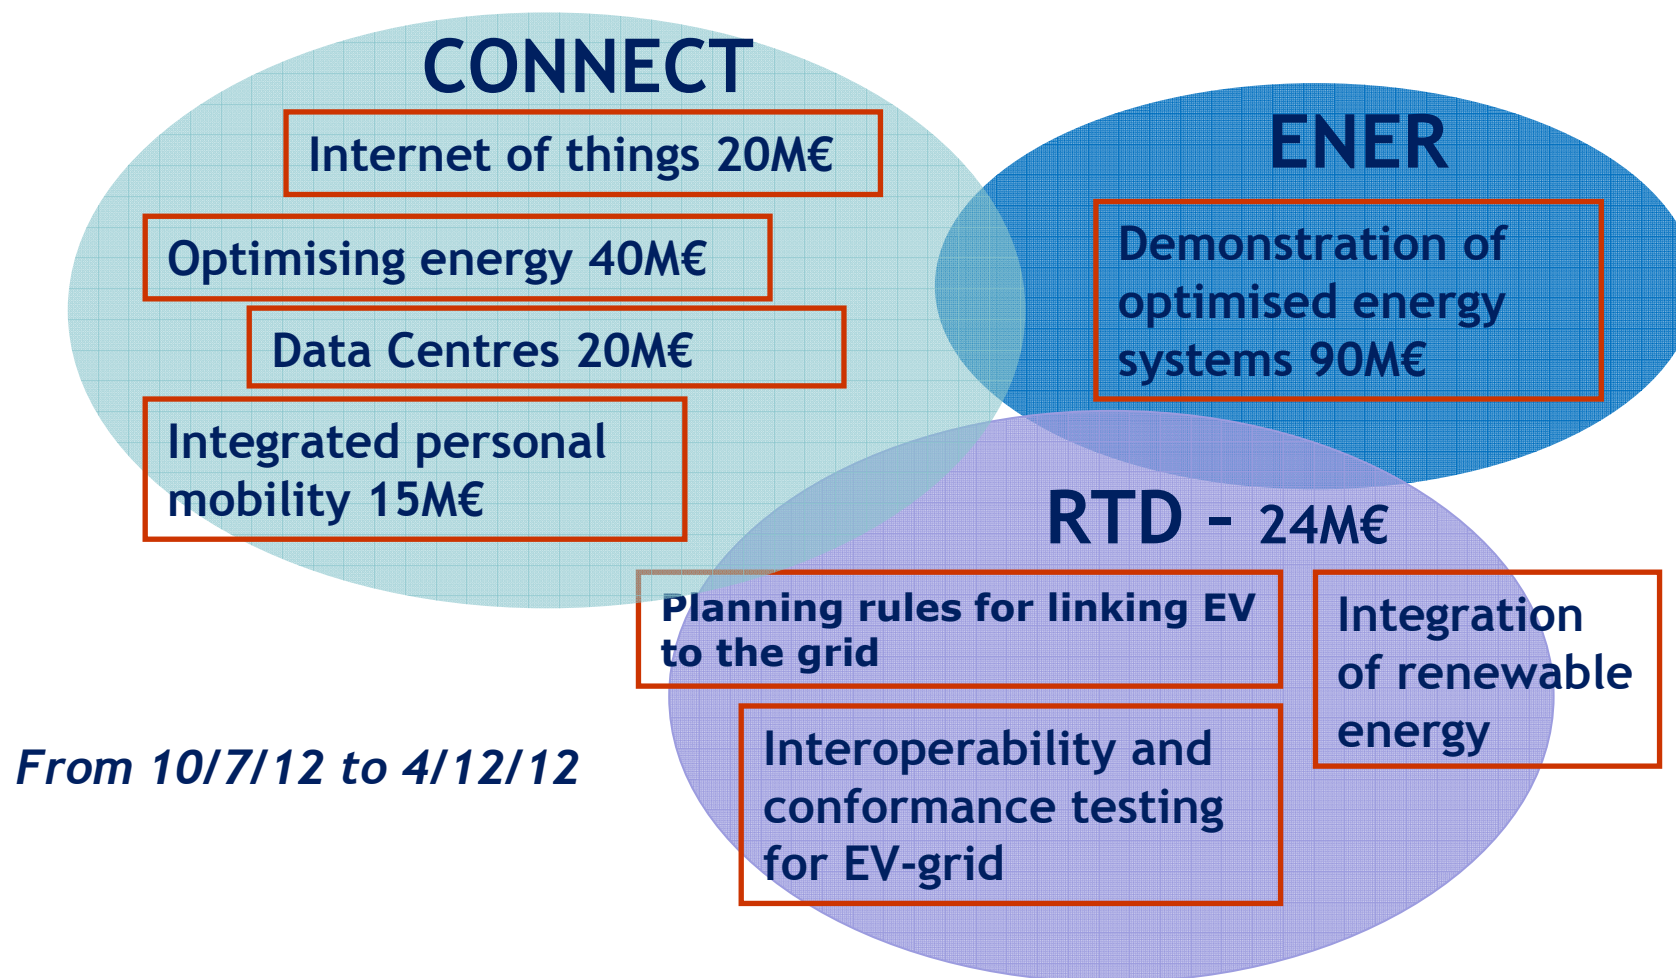 CONNECT
Internet of things 20M€
Optimising energy 40M€
Data Centres 20M€
Integrated personal
mobility 15M€
ENER
Demonstration of
optimised energy
systems 90M€
RTD – 24M€
Planning rules for linking EV
to the grid
Integration
of renewable
energy
Interoperability and
conformance testing
for EV-grid
From 10/7/12 to 4/12/12